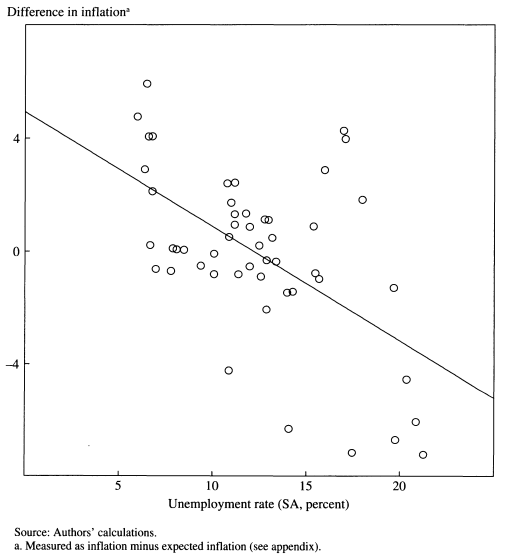 Difference in inflationᵃ
4
0
–4
5
10
15
20
Unemployment rate (SA, percent)
Source: Authors' calculations.
a. Measured as inflation minus expected inflation (see appendix).